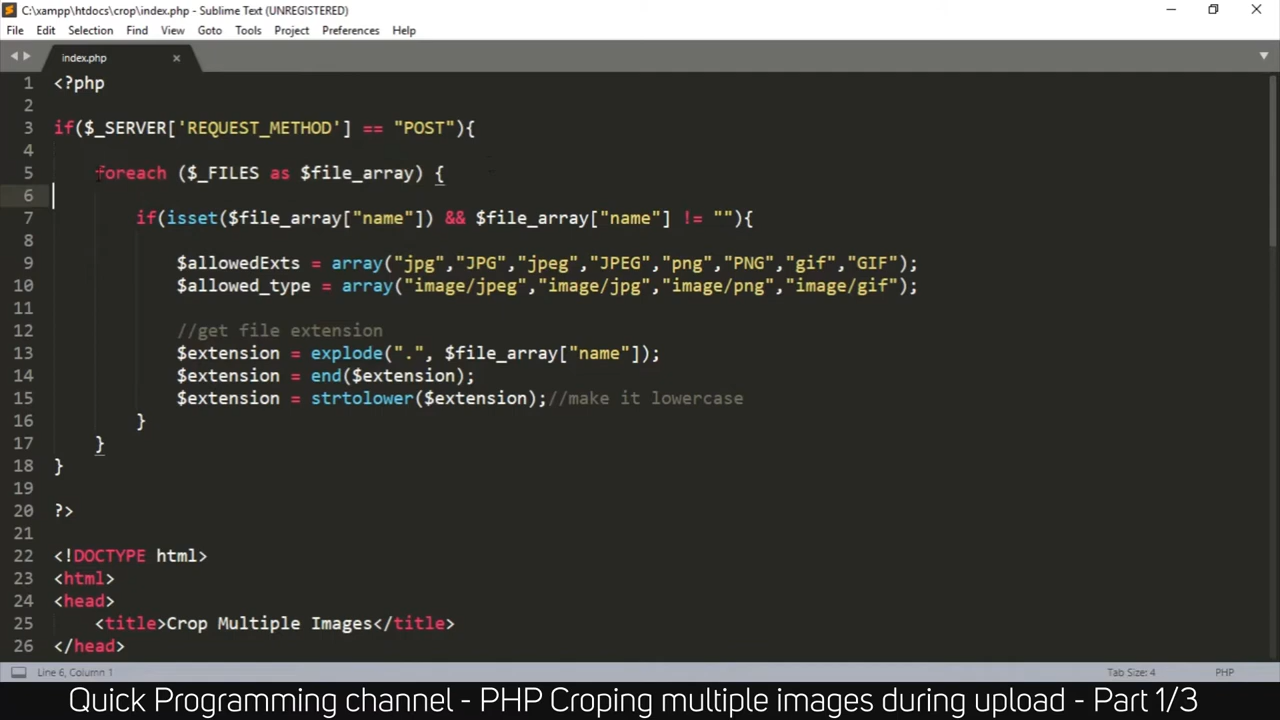 C:\xampp\htdocs\crop\index.php - Sublime Text (UNREGISTERED)
File Edit Selection Find View Goto Tools Project Preferences Help
index.php
1 <?php
2
3 if($_SERVER['REQUEST_METHOD'] == "POST"){
4
5 foreach ($_FILES as $file_array) {
6
7 if(isset($file_array["name"]) && $file_array["name"] != ""){
8
9 $allowedExts = array("jpg","JPG","jpeg","JPEG","png","PNG","gif","GIF");
10 $allowed_type = array("image/jpeg","image/jpg","image/png","image/gif");
11
12 //get file extension
13 $extension = explode(".", $file_array["name"]);
14 $extension = end($extension);
15 $extension = strtolower($extension);//make it lowercase
16 }
17 }
18 }
19
20 ?>
21
22 <!DOCTYPE html>
23 <html>
24 <head>
25 <title>Crop Multiple Images</title>
26 </head>
Line 6, Column 1 Tab Size: 4 PHP
Quick Programming channel - PHP Croping multiple images during upload - Part 1/3